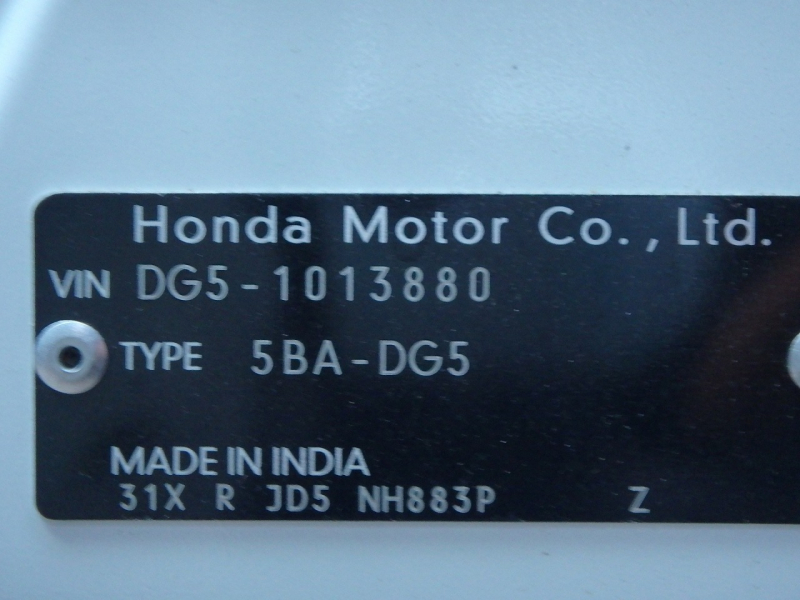 Honda Motor Co., Ltd.
VIN DG5-1013880
TYPE 5BA-DG5
MADE IN INDIA
31X R JD5 NH883P Z